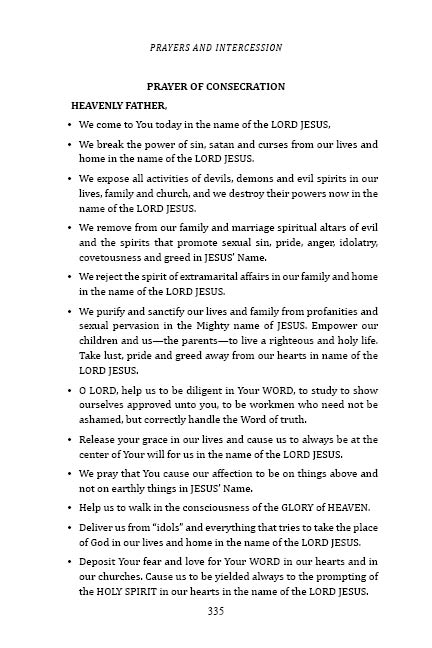 PRAYERS AND INTERCESSION
PRAYER OF CONSECRATION
HEAVENLY FATHER,
• We come to You today in the name of the LORD JESUS,
• We break the power of sin, satan and curses from our lives and
home in the name of the LORD JESUS.
• We expose all activities of devils, demons and evil spirits in our
lives, family and church, and we destroy their powers now in the
name of the LORD JESUS.
• We remove from our family and marriage spiritual altars of evil
and the spirits that promote sexual sin, pride, anger, idolatry,
covetousness and greed in JESUS' Name.
• We reject the spirit of extramarital affairs in our family and home
in the name of the LORD JESUS.
• We purify and sanctify our lives and family from profanities and
sexual pervasion in the Mighty name of JESUS. Empower our
children and us—the parents—to live a righteous and holy life.
Take lust, pride and greed away from our hearts in name of the
LORD JESUS.
• O LORD, help us to be diligent in Your WORD, to study to show
ourselves approved unto you, to be workmen who need not be
ashamed, but correctly handle the Word of truth.
• Release your grace in our lives and cause us to always be at the
center of Your will for us in the name of the LORD JESUS.
• We pray that You cause our affection to be on things above and
not on earthly things in JESUS' Name.
• Help us to walk in the consciousness of the GLORY of HEAVEN.
• Deliver us from “idols” and everything that tries to take the place
of God in our lives and home in the name of the LORD JESUS.
• Deposit Your fear and love for Your WORD in our hearts and in
our churches. Cause us to be yielded always to the prompting of
the HOLY SPIRIT in our hearts in the name of the LORD JESUS.
335